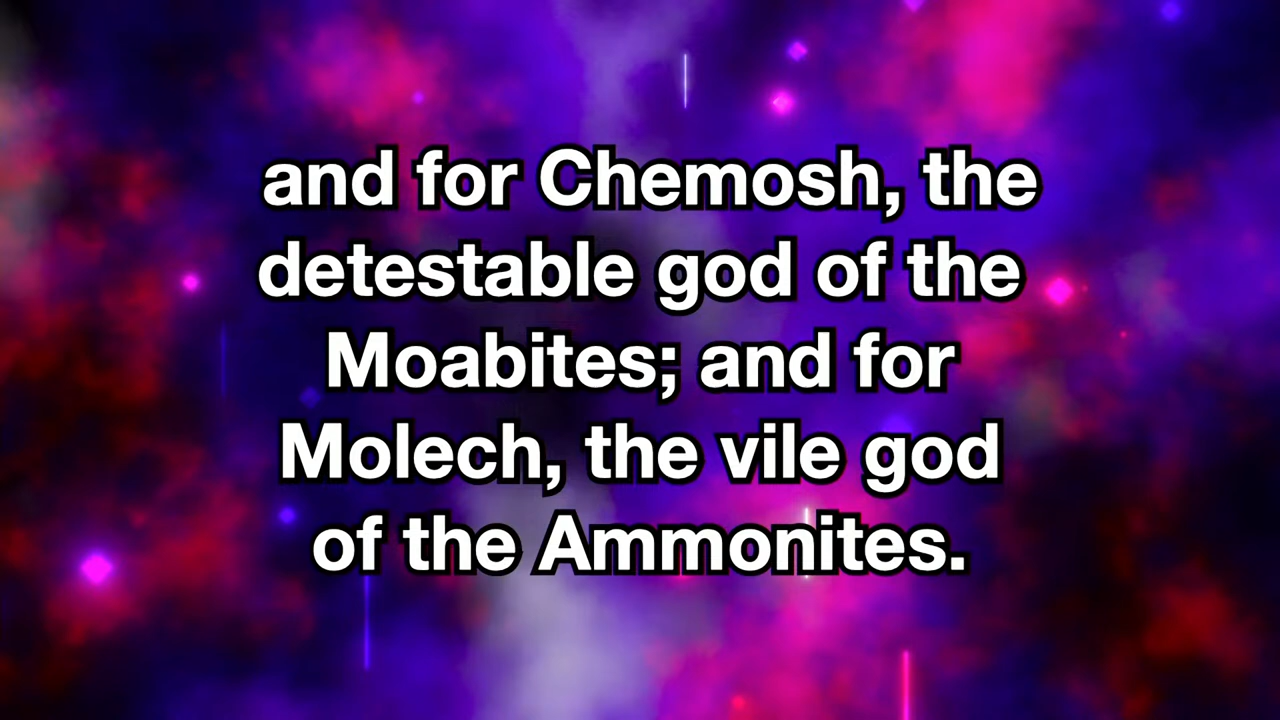 and for Chemosh, the
detestable god of the
Moabites; and for
Molech, the vile god
of the Ammonites.